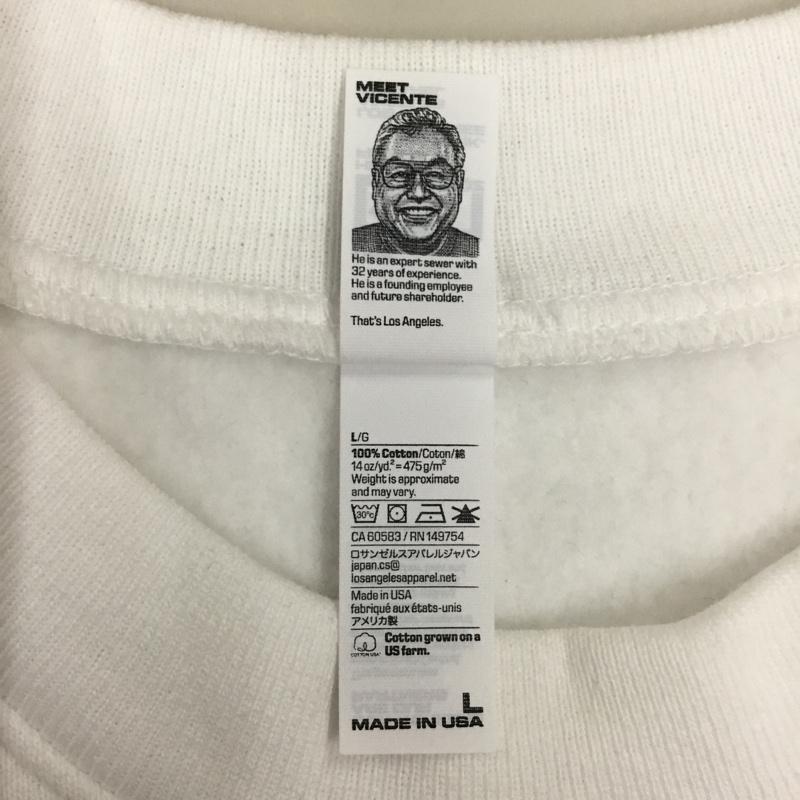 MEET
VICENTE
He is an expert sewer with
32 years of experience.
He is a founding employee
and future shareholder.
That's Los Angeles.
L/G
100% Cotton/Coton/綿
14 oz/yd.² = 475 g/m²
Weight is approximate
and may vary.
30°C
CA 60583 / RN 149754
ロサンゼルスアパレルジャパン
japan.cs@
losangelesapparel.net
Made in USA
fabriqué aux états-unis
アメリカ製
COTTON USA
Cotton grown on a
US farm.
L
MADE IN USA